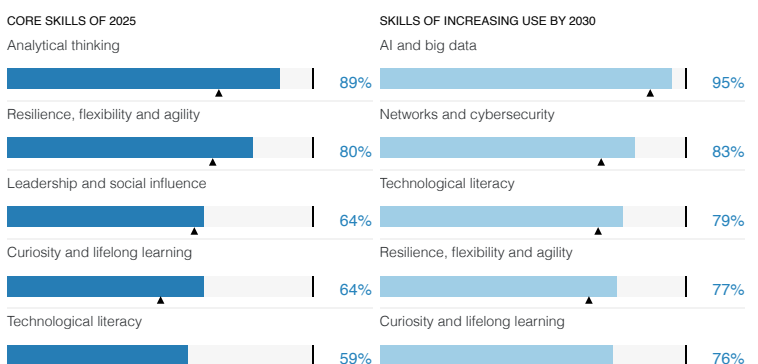 CORE SKILLS OF 2025
Analytical thinking
89%
Resilience, flexibility and agility
80%
Leadership and social influence
64%
Curiosity and lifelong learning
64%
Technological literacy
59%
SKILLS OF INCREASING USE BY 2030
AI and big data
95%
Networks and cybersecurity
83%
Technological literacy
79%
Resilience, flexibility and agility
77%
Curiosity and lifelong learning
76%